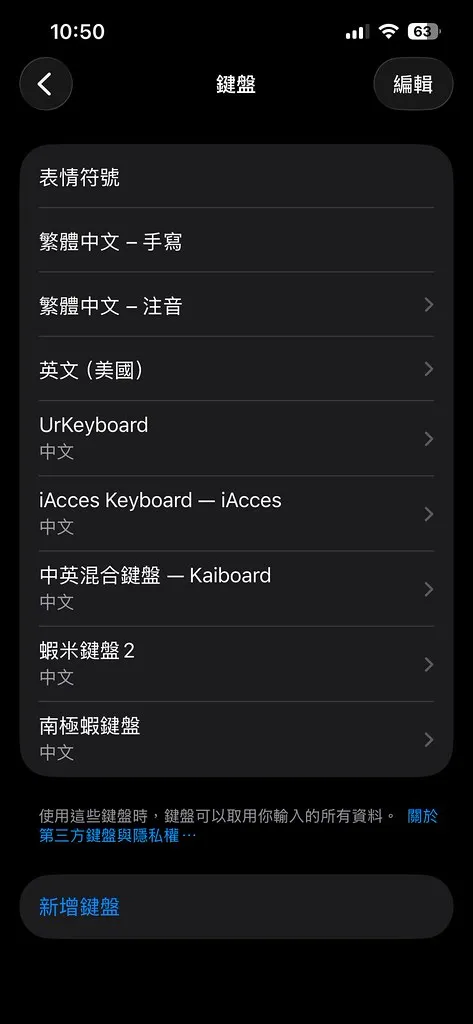 10:50
63
鍵盤
編輯
表情符號
繁體中文 – 手寫
繁體中文 – 注音
英文 (美國)
UrKeyboard
中文
iAcces Keyboard — iAcces
中文
中英混合鍵盤 — Kaiboard
中文
蝦米鍵盤 2
中文
南極蝦鍵盤
中文
使用這些鍵盤時，鍵盤可以取用你輸入的所有資料。 關於
第三方鍵盤與隱私權⋯
新增鍵盤